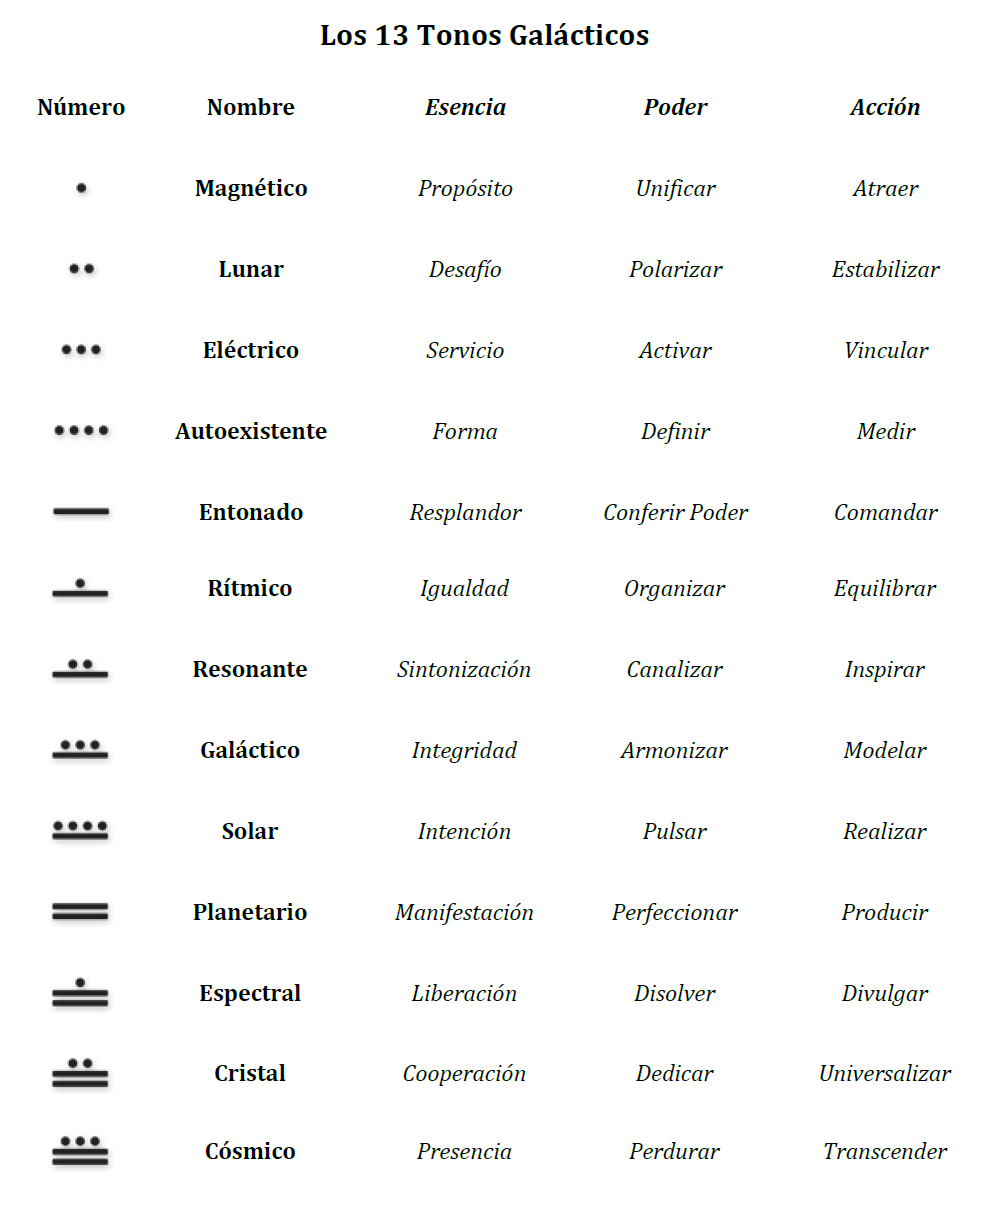 Los 13 Tonos Galácticos
Número Nombre Esencia Poder Acción
Magnético Propósito Unificar Atraer
Lunar Desafío Polarizar Estabilizar
Eléctrico Servicio Activar Vincular
Autoexistente Forma Definir Medir
Entonado Resplandor Conferir Poder Comandar
Rítmico Igualdad Organizar Equilibrar
Resonante Sintonización Canalizar Inspirar
Galáctico Integridad Armonizar Modelar
Solar Intención Pulsar Realizar
Planetario Manifestación Perfeccionar Producir
Espectral Liberación Disolver Divulgar
Cristal Cooperación Dedicar Universalizar
Cósmico Presencia Perdurar Transcender